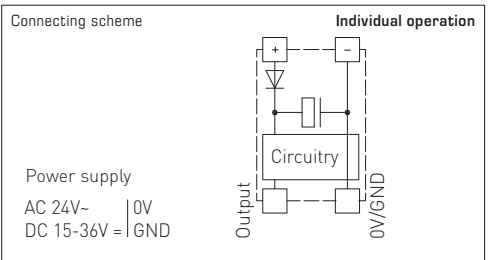 Connecting scheme
Individual operation
+ −
Circuitry
Power supply
AC 24V~ | 0V
DC 15-36V = | GND
Output
0V/GND